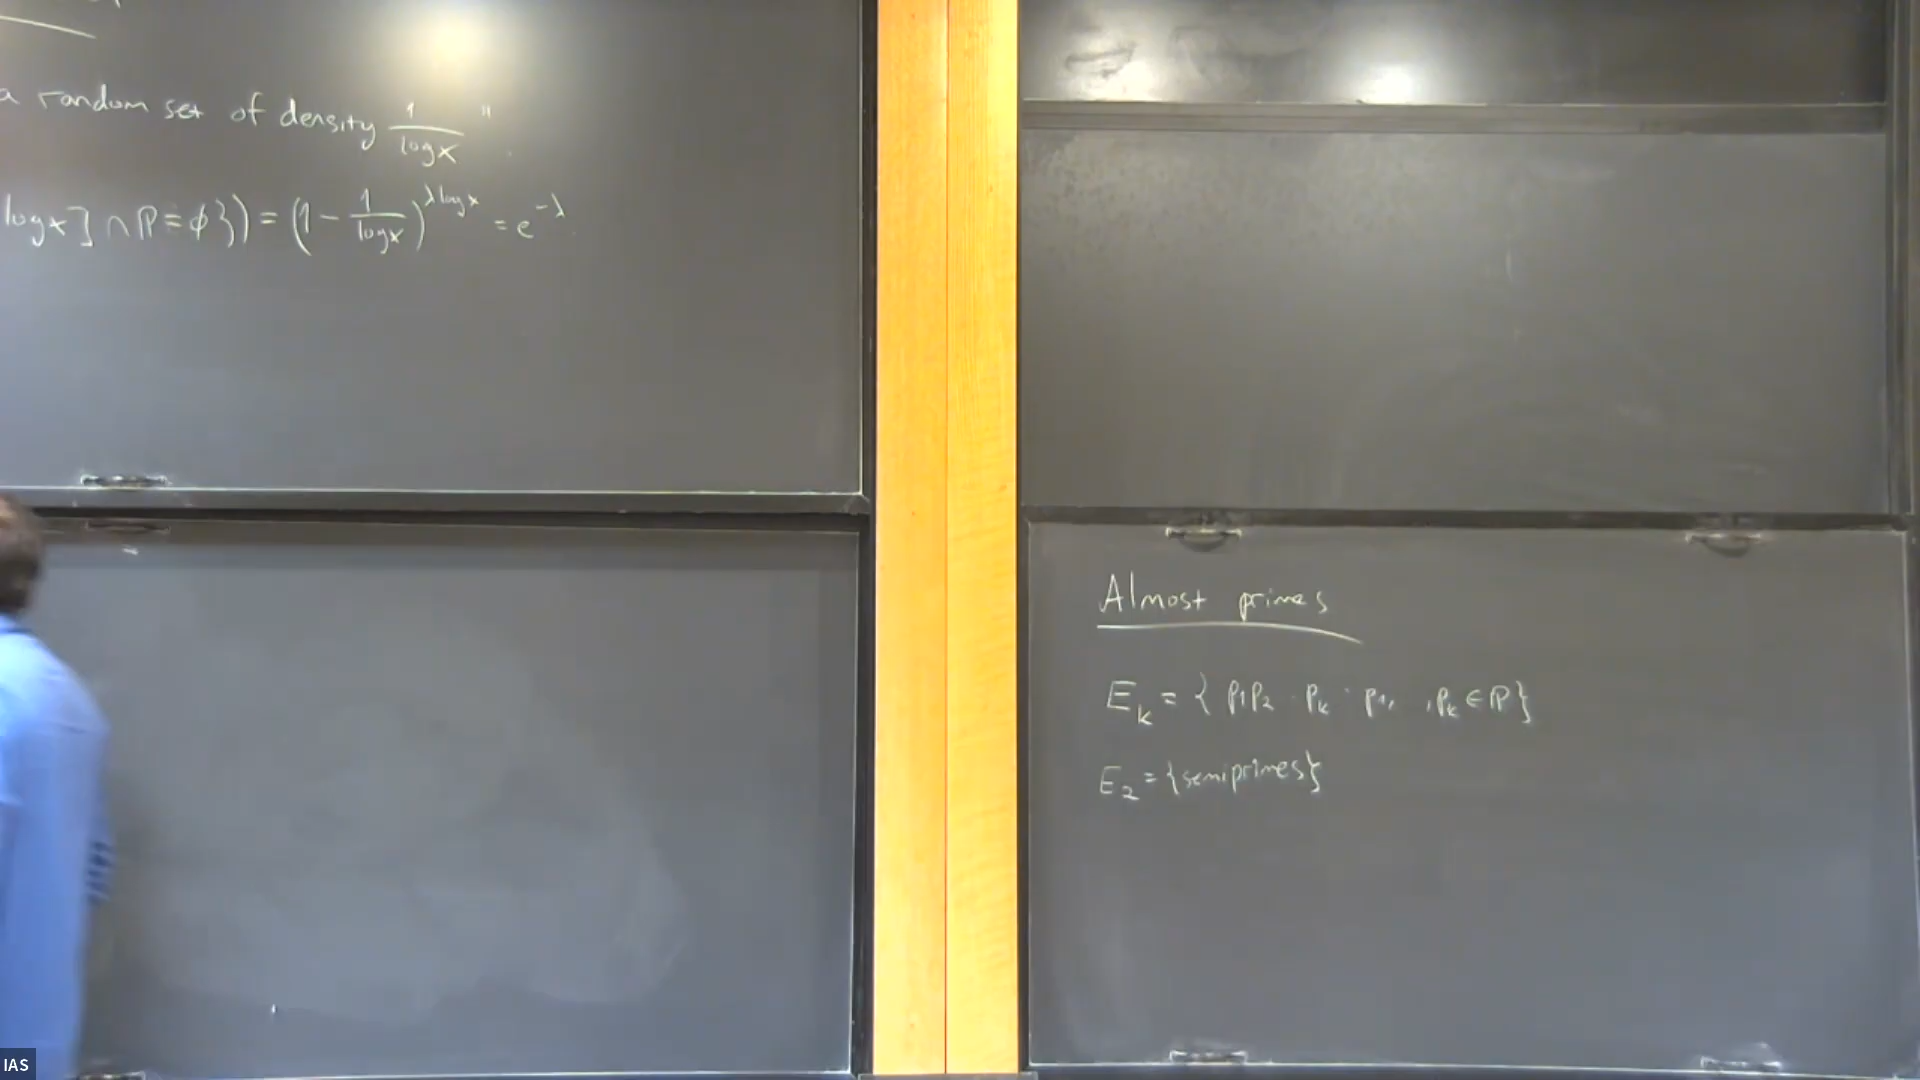 a random set of density 1/log x "
log x] ∩ ℙ = ∅}) = (1 - 1/log x)^{λ log x} = e^{-λ}
Almost primes
E_k = { p_1 p_2 ⋯ p_k : p_1, …, p_k ∈ ℙ }
E_2 = {semiprimes}
IAS